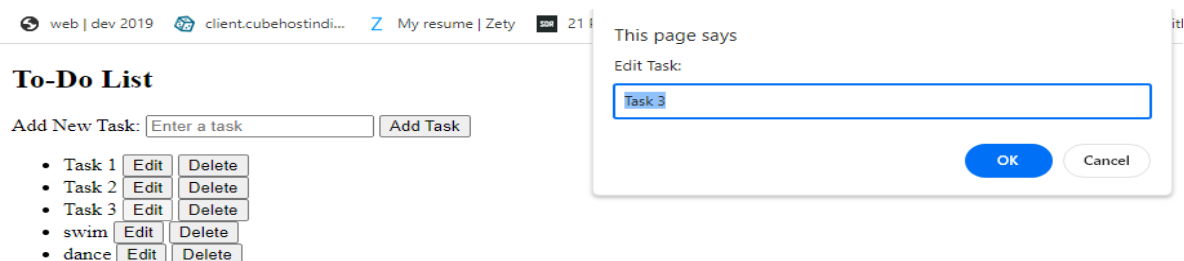 web | dev 2019 client.cubehostindi... Z My resume | Zety SDR 21
This page says
Edit Task:
Task 3
OK Cancel
To-Do List
Add New Task: Enter a task Add Task
• Task 1 Edit Delete
• Task 2 Edit Delete
• Task 3 Edit Delete
• swim Edit Delete
• dance Edit Delete